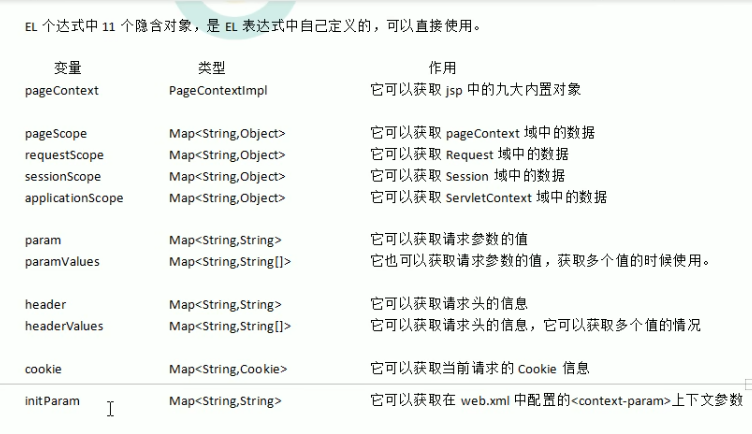 EL 个达式中 11 个隐含对象，是 EL 表达式中自己定义的，可以直接使用。
变量 类型 作用
pageContext PageContextImpl 它可以获取 jsp 中的九大内置对象
pageScope Map<String,Object> 它可以获取 pageContext 域中的数据
requestScope Map<String,Object> 它可以获取 Request 域中的数据
sessionScope Map<String,Object> 它可以获取 Session 域中的数据
applicationScope Map<String,Object> 它可以获取 ServletContext 域中的数据
param Map<String,String> 它可以获取请求参数的值
paramValues Map<String,String[]> 它也可以获取请求参数的值，获取多个值的时候使用。
header Map<String,String> 它可以获取请求头的信息
headerValues Map<String,String[]> 它可以获取请求头的信息，它可以获取多个值的情况
cookie Map<String,Cookie> 它可以获取当前请求的 Cookie 信息
initParam Map<String,String> 它可以获取在 web.xml 中配置的<context-param>上下文参数